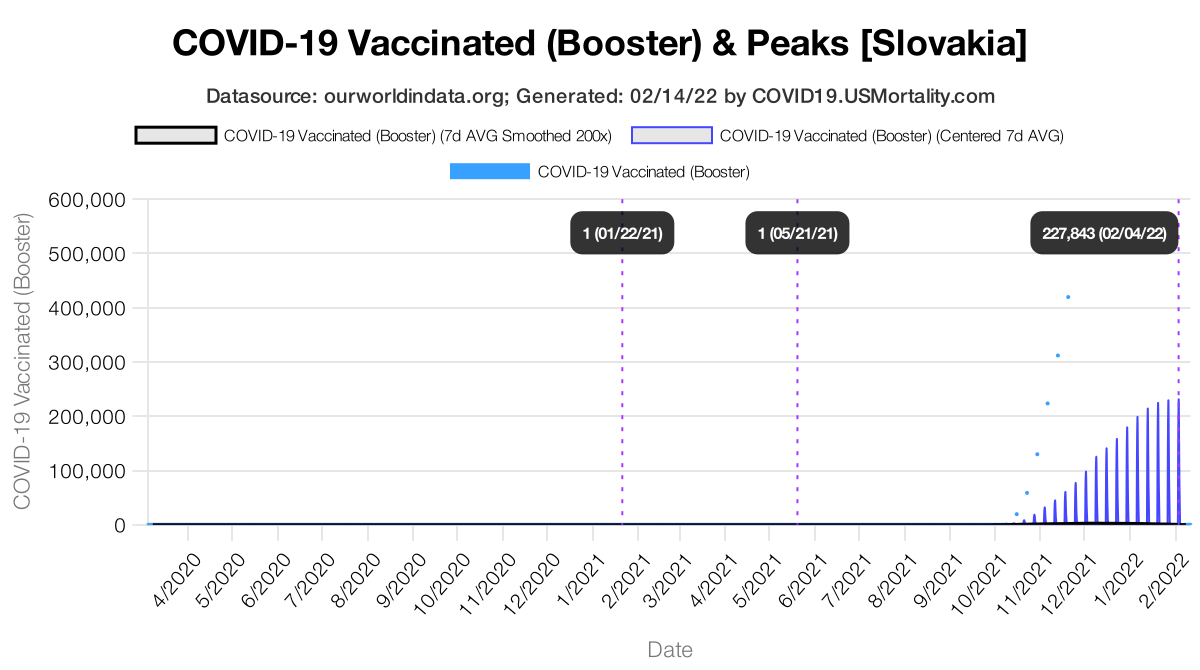 COVID-19 Vaccinated (Booster) & Peaks [Slovakia]
Datasource: ourworldindata.org; Generated: 02/14/22 by COVID19.USMortality.com
COVID-19 Vaccinated (Booster) (7d AVG Smoothed 200x) COVID-19 Vaccinated (Booster) (Centered 7d AVG)
COVID-19 Vaccinated (Booster)
COVID-19 Vaccinated (Booster)
600,000
500,000
400,000
300,000
200,000
100,000
0
1 (01/22/21) 1 (05/21/21) 227,843 (02/04/22)
4/2020 5/2020 6/2020 7/2020 8/2020 9/2020 10/2020 11/2020 12/2020 1/2021 2/2021 3/2021 4/2021 5/2021 6/2021 7/2021 8/2021 9/2021 10/2021 11/2021 12/2021 1/2022 2/2022
Date